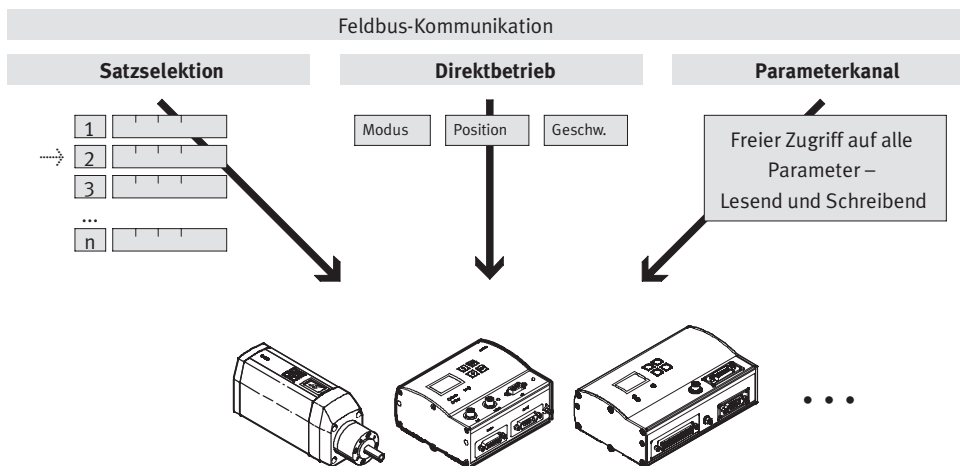 Feldbus-Kommunikation
Satzselektion
Direktbetrieb
Parameterkanal
1
2
3
...
n
Modus
Position
Geschw.
Freier Zugriff auf alle
Parameter –
Lesend und Schreibend